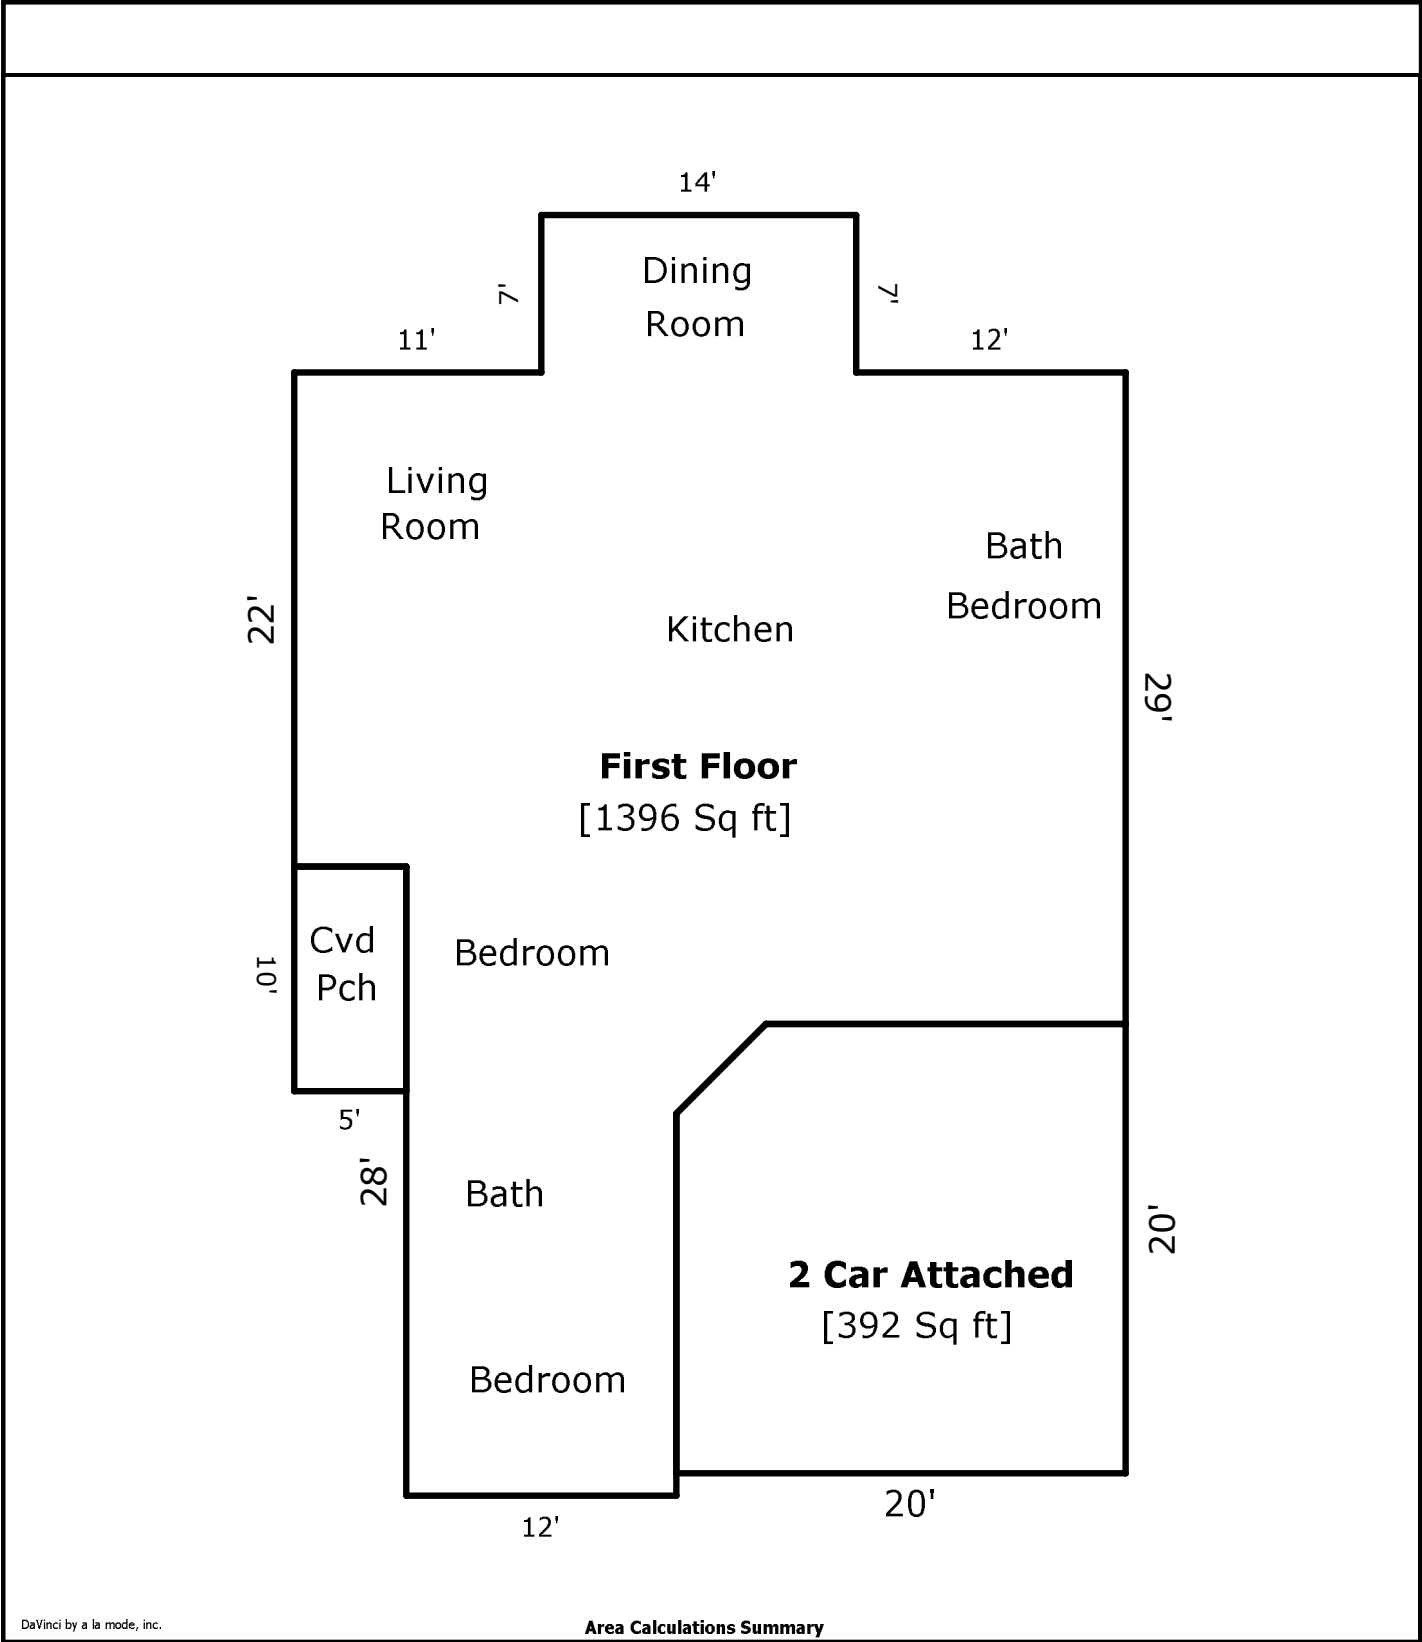 14'
Dining
Room
7'
7'
11'
12'
Living
Room
Bath
Bedroom
22'
Kitchen
29'
First Floor
[1396 Sq ft]
Cvd
Pch
10'
Bedroom
5'
28'
Bath
20'
2 Car Attached
[392 Sq ft]
Bedroom
20'
12'
DaVinci by a la mode, inc.
Area Calculations Summary